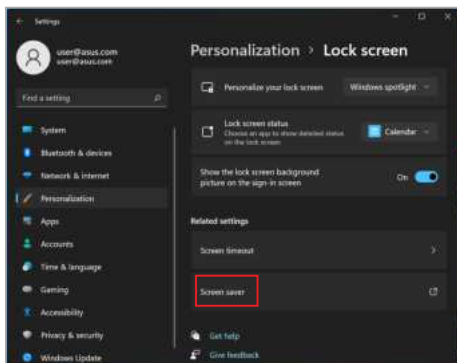 Settings
user@asus.com
user@asus.com
Find a setting
System
Bluetooth & devices
Network & internet
Personalization
Apps
Accounts
Time & language
Gaming
Accessibility
Privacy & security
Windows Update
Personalization > Lock screen
Personalize your lock screen
Windows spotlight
Lock screen status
Choose an app to show detailed status
on the lock screen
Calendar
Show the lock screen background
picture on the sign-in screen
On
Related settings
Screen timeout
Screen saver
Get help
Give feedback